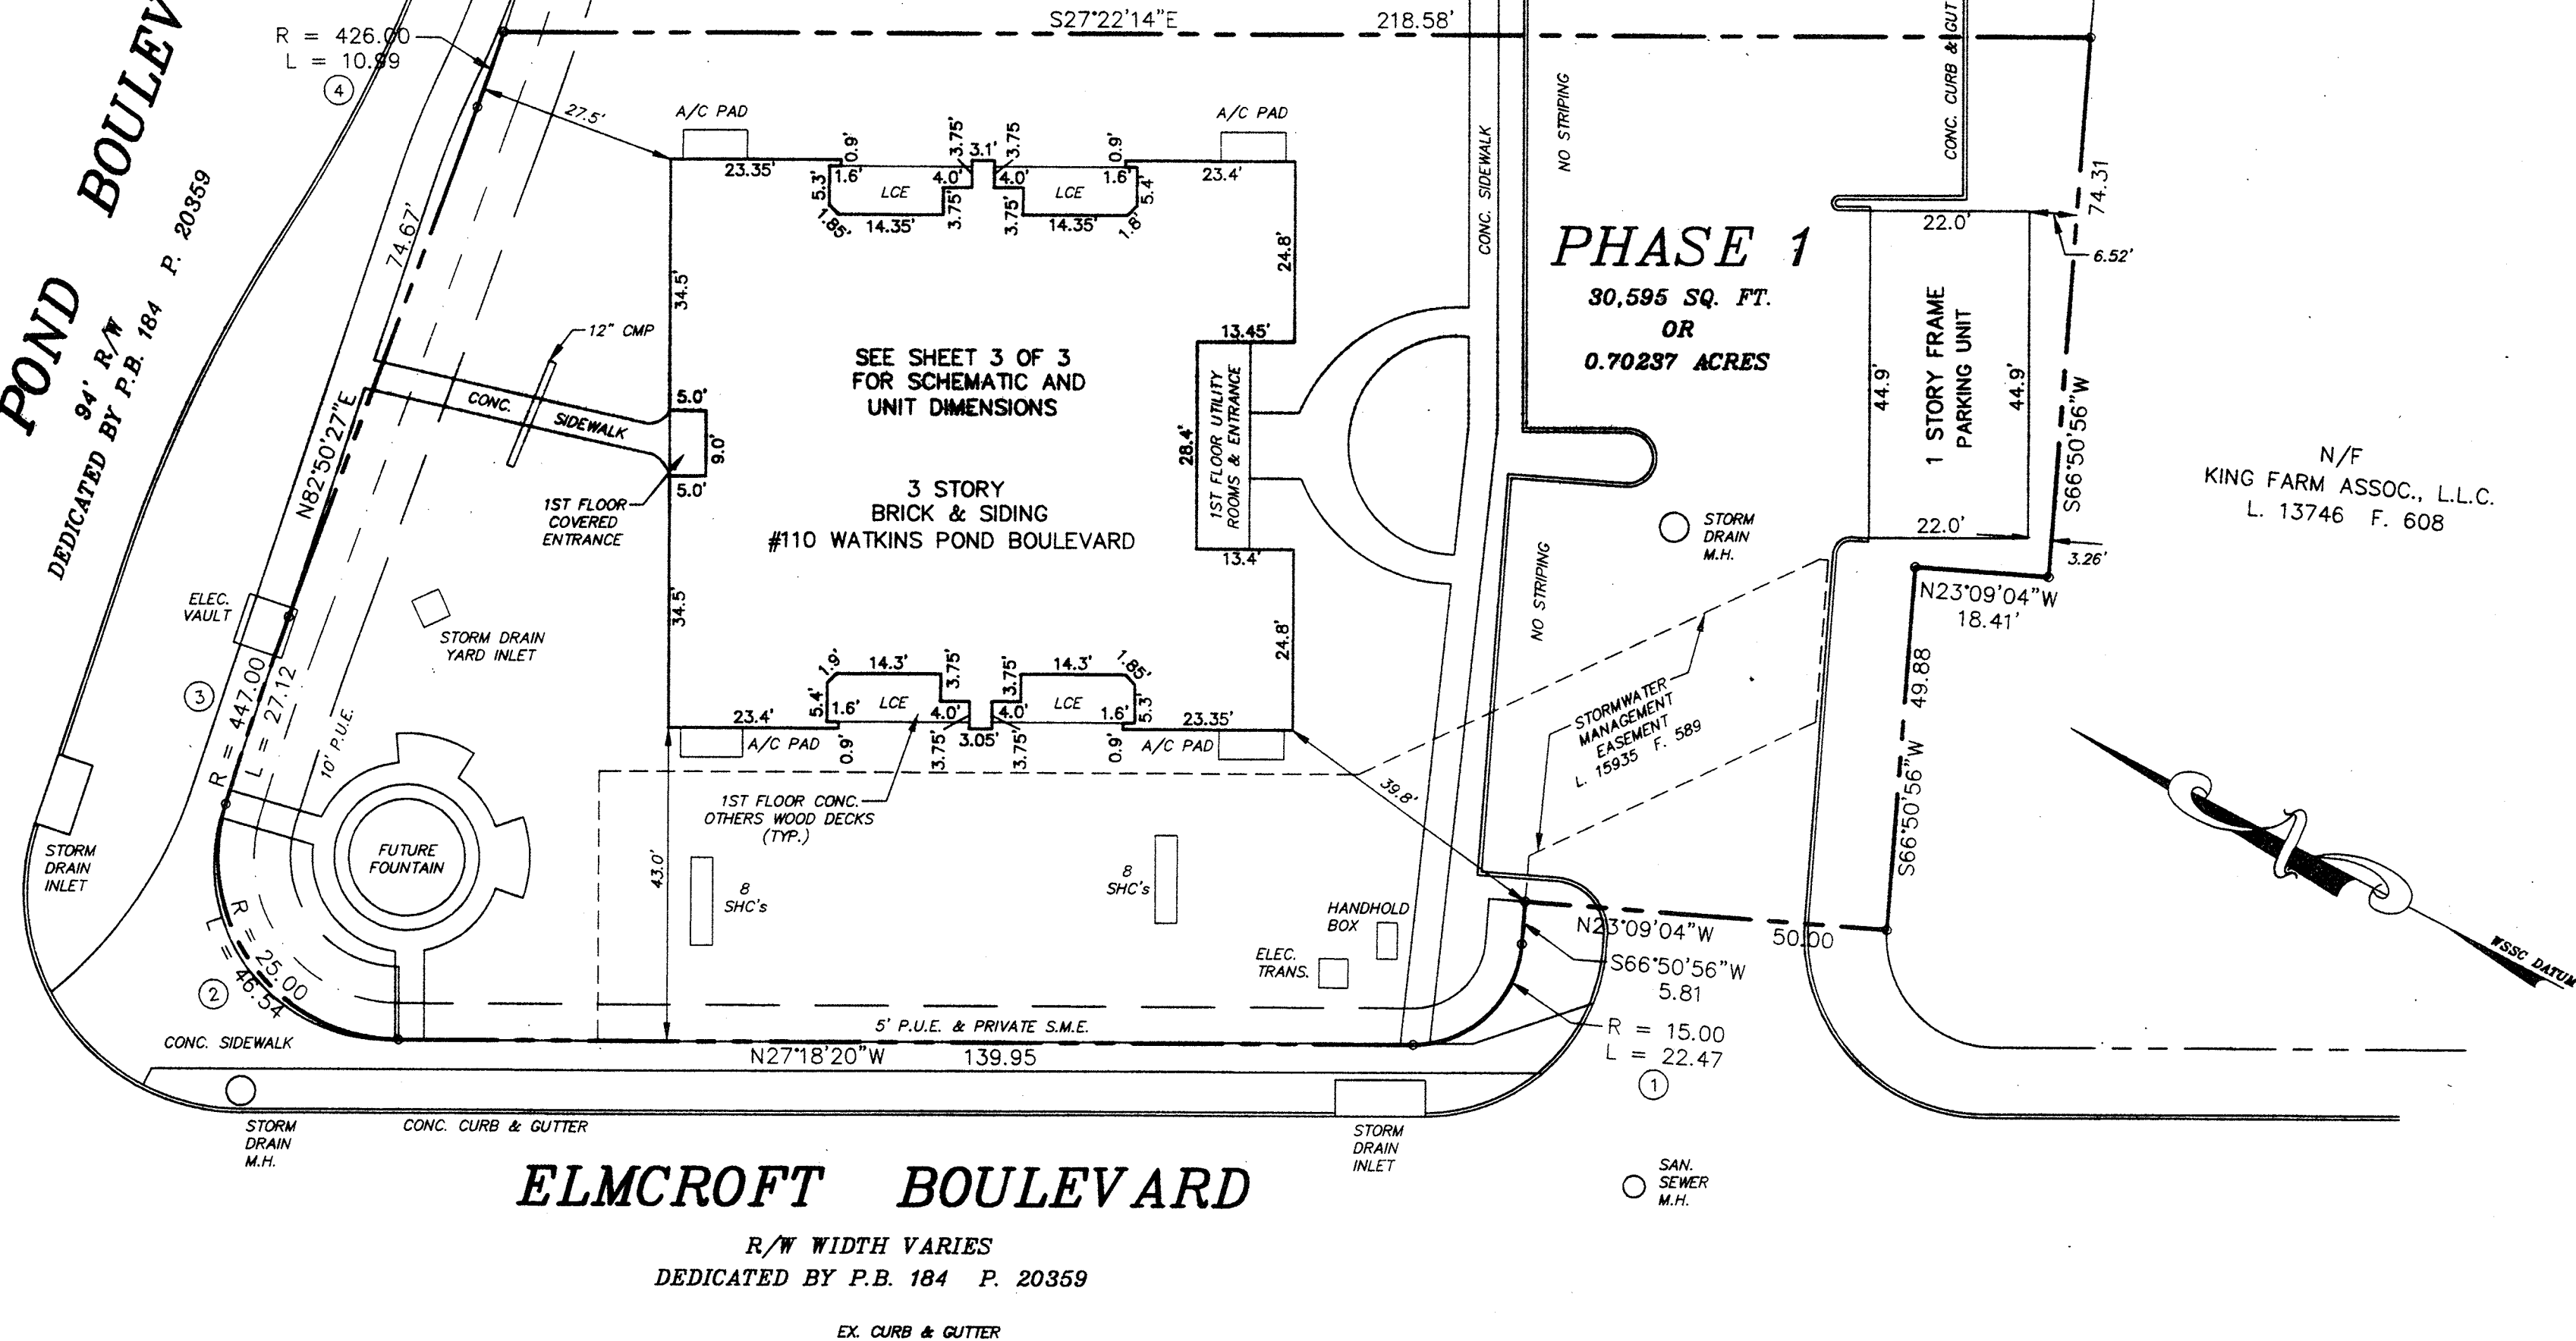 S27°22'14"E 218.58'
R = 426.00
L = 10.99
4
POND BOULEV
94' R/W
DEDICATED BY P.B. 184 P. 20359
27.5'
A/C PAD
A/C PAD
23.35'
0.9'
3.75'
3.1'
3.75
0.9'
23.4'
5.3'
1.6'
LCE
4.0'
4.0'
LCE
1.6'
5.4'
1.85'
14.35'
3.75'
3.75'
14.35'
1.8'
CONC. SIDEWALK
NO STRIPING
CONC. CURB & GUT
74.67'
N82°50'27"E
34.5'
24.8'
PHASE 1
30,595 SQ. FT.
OR
0.70237 ACRES
22.0'
6.52'
74.31
S66°50'56"W
44.9'
1 STORY FRAME
PARKING UNIT
44.9'
22.0'
3.26'
12" CMP
CONC. SIDEWALK
5.0'
9.0'
5.0'
1ST FLOOR
COVERED
ENTRANCE
SEE SHEET 3 OF 3
FOR SCHEMATIC AND
UNIT DIMENSIONS
3 STORY
BRICK & SIDING
#110 WATKINS POND BOULEVARD
13.45'
28.4'
1ST FLOOR UTILITY
ROOMS & ENTRANCE
13.4'
N/F
KING FARM ASSOC., L.L.C.
L. 13746 F. 608
STORM
DRAIN
M.H.
NO STRIPING
N23°09'04"W
18.41'
ELEC.
VAULT
STORM DRAIN
YARD INLET
34.5'
24.8'
3
R = 447.00
L = 27.12
10' P.U.E.
1.9'
14.3'
3.75'
3.75'
14.3'
1.85'
5.4'
1.6'
LCE
4.0'
4.0'
LCE
1.6'
5.3'
23.4'
23.35'
A/C PAD
0.9'
3.75'
3.05'
3.75'
0.9'
A/C PAD
1ST FLOOR CONC.
OTHERS WOOD DECKS
(TYP.)
STORMWATER
MANAGEMENT
EASEMENT
L. 15935 F. 589
39.8'
S66°50'56"W 49.88
43.0'
STORM
DRAIN
INLET
FUTURE
FOUNTAIN
8
SHC's
8
SHC's
HANDHOLD
BOX
ELEC.
TRANS.
N23°09'04"W 50.00
S66°50'56"W
5.81
R = 15.00
L = 22.47
1
R = 25.00
L = 46.54
2
WSSC DATUM
5' P.U.E. & PRIVATE S.M.E.
CONC. SIDEWALK
N27°18'20"W 139.95
STORM
DRAIN
M.H.
CONC. CURB & GUTTER
STORM
DRAIN
INLET
SAN.
SEWER
M.H.
ELMCROFT BOULEVARD
R/W WIDTH VARIES
DEDICATED BY P.B. 184 P. 20359
EX. CURB & GUTTER